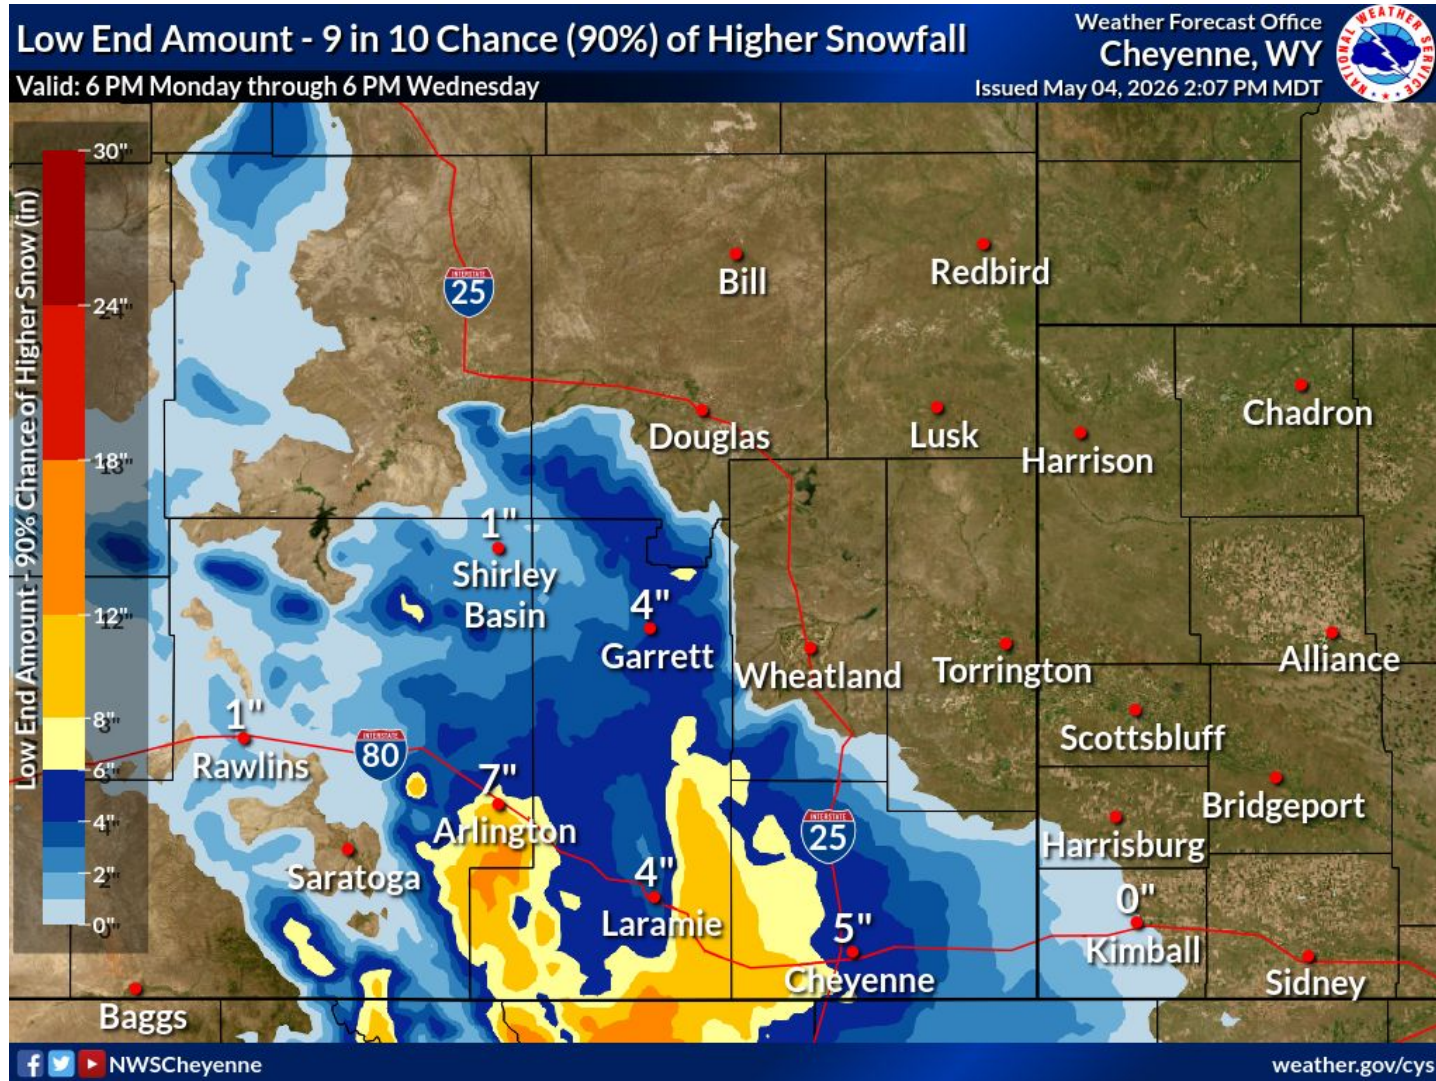 Low End Amount - 9 in 10 Chance (90%) of Higher Snowfall
Valid: 6 PM Monday through 6 PM Wednesday
Weather Forecast Office
Cheyenne, WY
Issued May 04, 2026 2:07 PM MDT
NATIONAL WEATHER SERVICE
Low End Amount - 90% Chance of Higher Snow (in)
30"
24"
18"
12"
8"
6"
4"
2"
0"
INTERSTATE
25
Bill
Redbird
Douglas
Lusk
Harrison
Chadron
1"
Shirley
Basin
4"
Garrett
Wheatland
Torrington
Alliance
1"
Rawlins
INTERSTATE
80
Scottsbluff
7"
Arlington
INTERSTATE
25
Bridgeport
Harrisburg
Saratoga
4"
Laramie
5"
Cheyenne
0"
Kimball
Sidney
Baggs
NWSCheyenne
weather.gov/cys